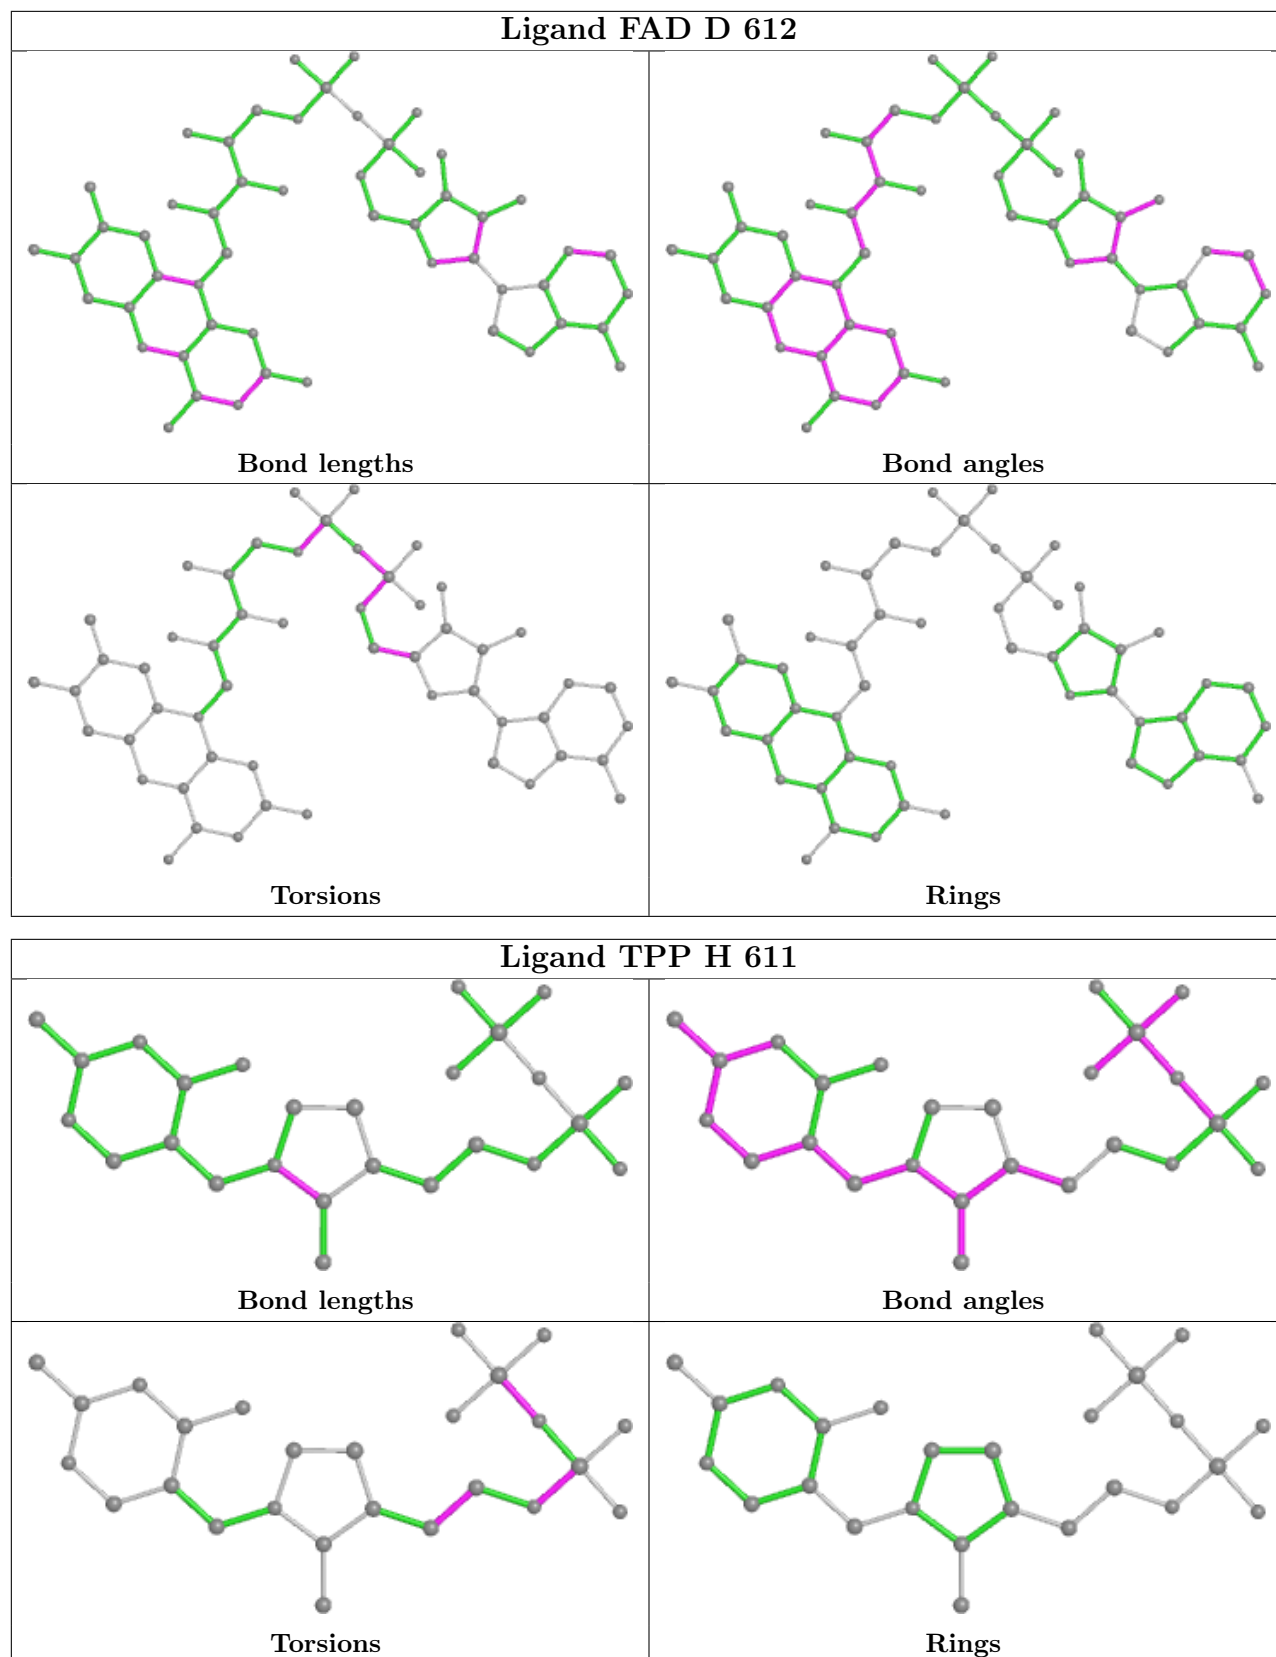 Ligand FAD D 612
Bond lengths
Bond angles
Torsions
Rings
Ligand TPP H 611
Bond lengths
Bond angles
Torsions
Rings